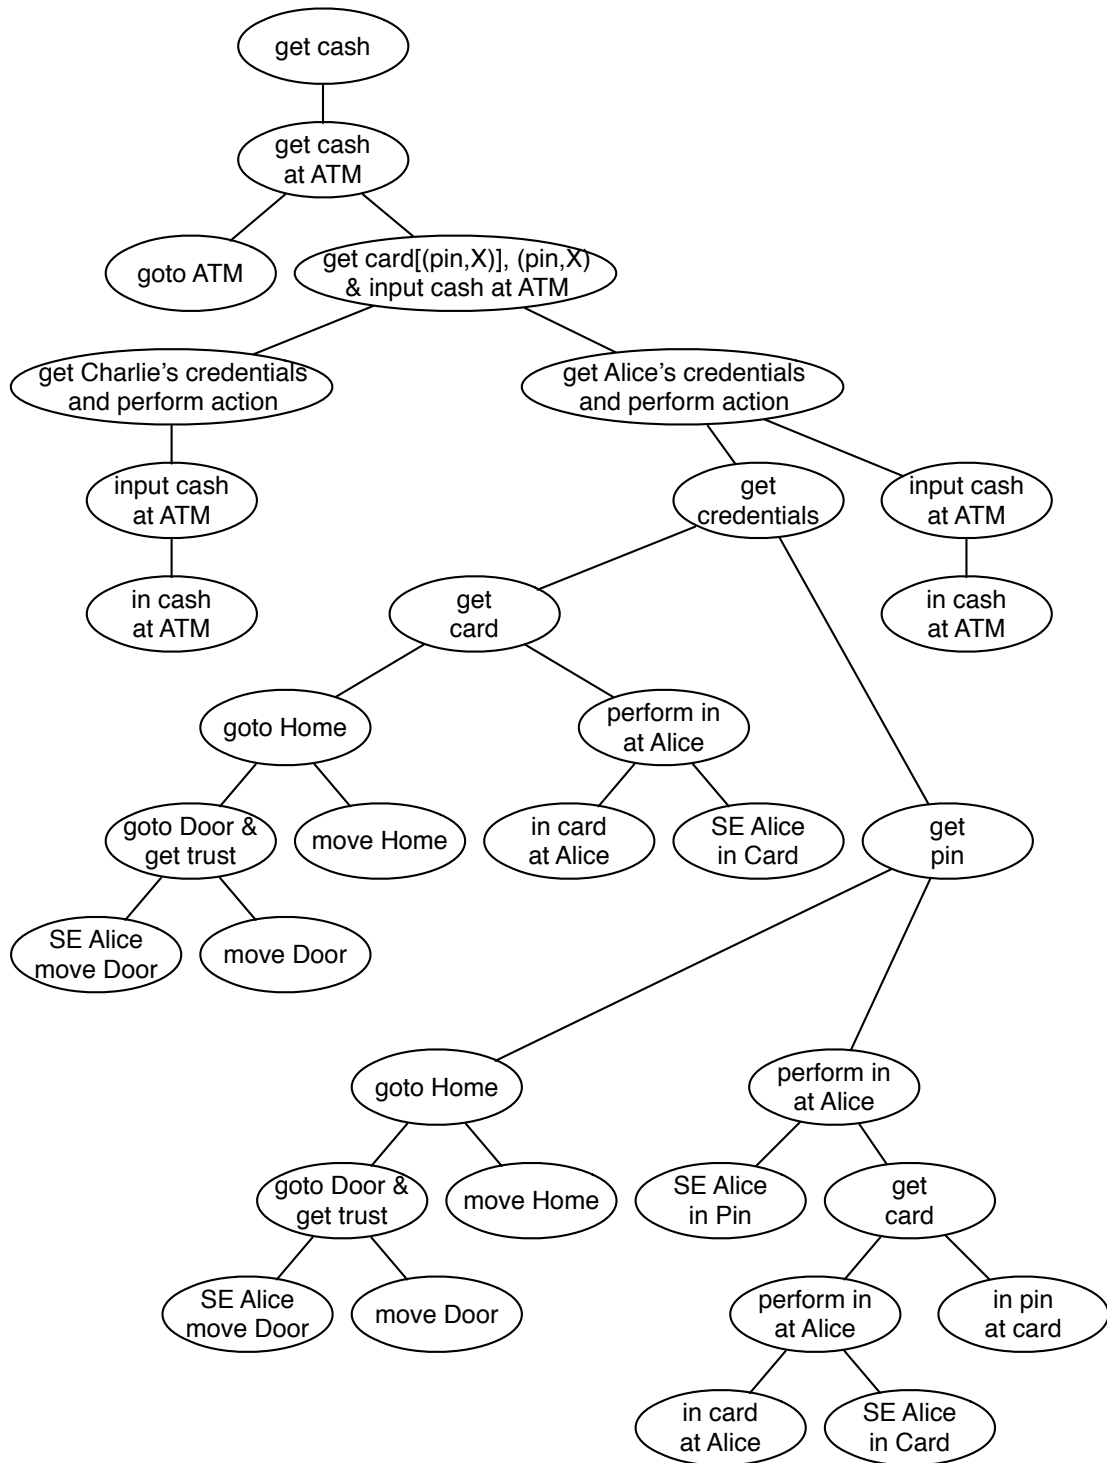 get cash
get cash
at ATM
goto ATM
get card[(pin,X)], (pin,X)
& input cash at ATM
get Charlie's credentials
and perform action
get Alice's credentials
and perform action
input cash
at ATM
get
credentials
input cash
at ATM
in cash
at ATM
get
card
in cash
at ATM
goto Home
perform in
at Alice
goto Door &
get trust
move Home
in card
at Alice
SE Alice
in Card
get
pin
SE Alice
move Door
move Door
goto Home
perform in
at Alice
goto Door &
get trust
move Home
SE Alice
in Pin
get
card
SE Alice
move Door
move Door
perform in
at Alice
in pin
at card
in card
at Alice
SE Alice
in Card